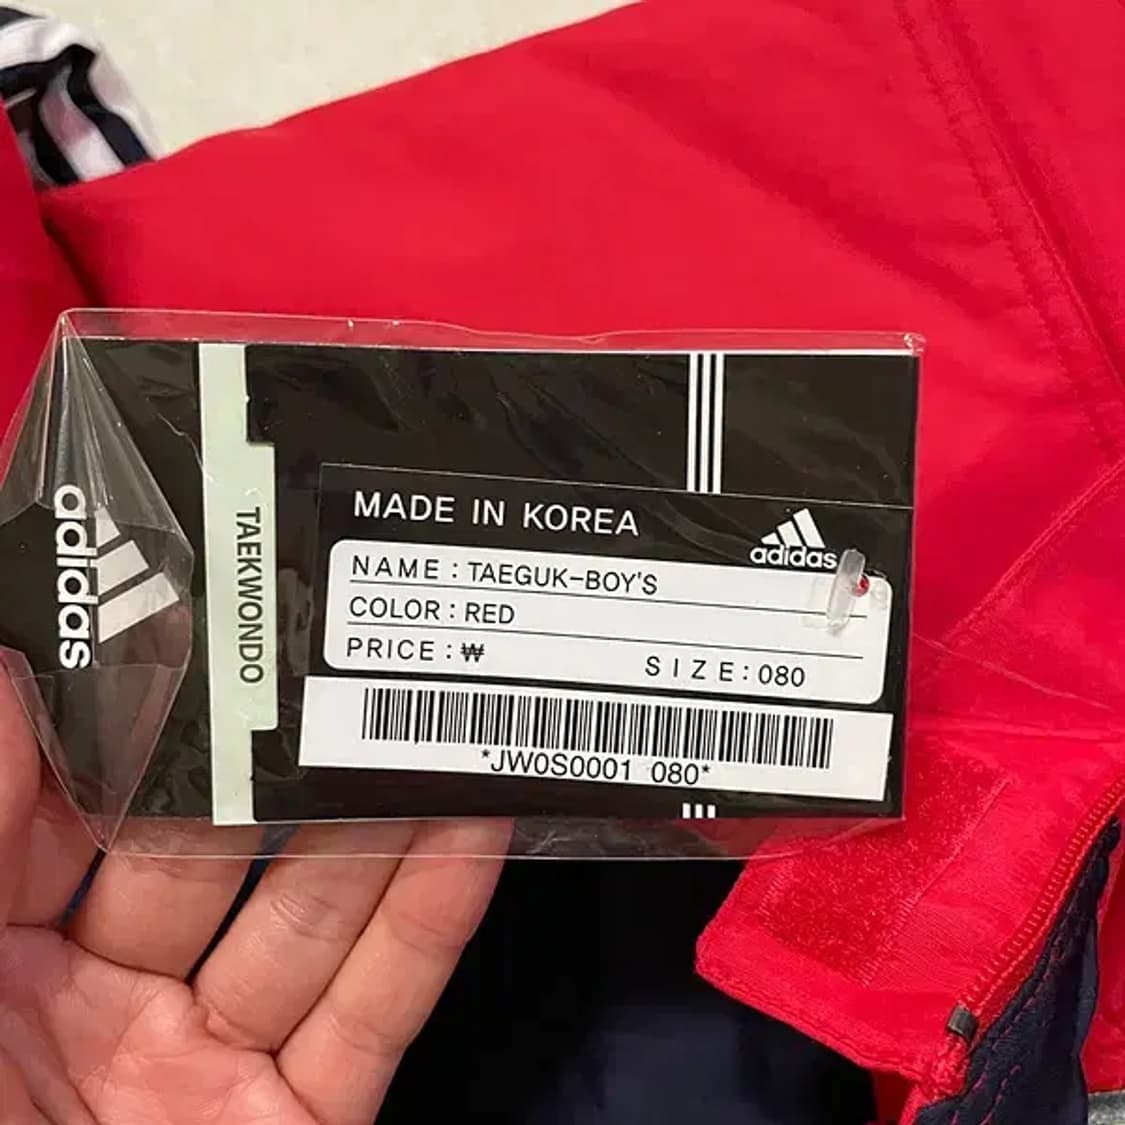 adidas
TAEKWONDO
MADE IN KOREA
adidas
NAME : TAEGUK-BOY'S
COLOR : RED
PRICE : ₩ SIZE : 080
*JW0S0001 080*